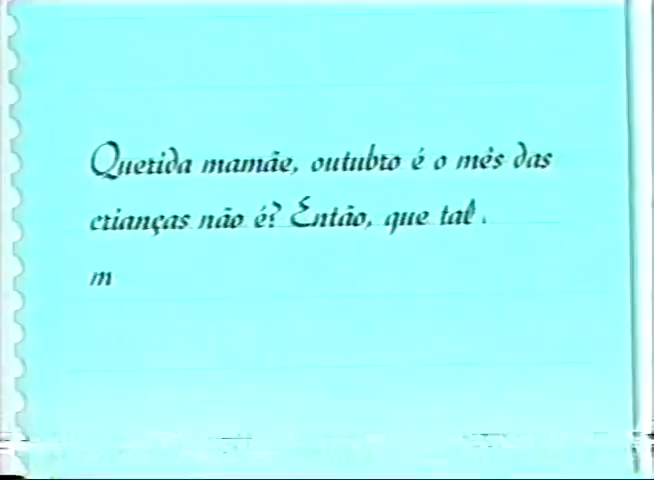 Querida mamãe, outubro é o mês das
crianças não é? Então, que tal .
m